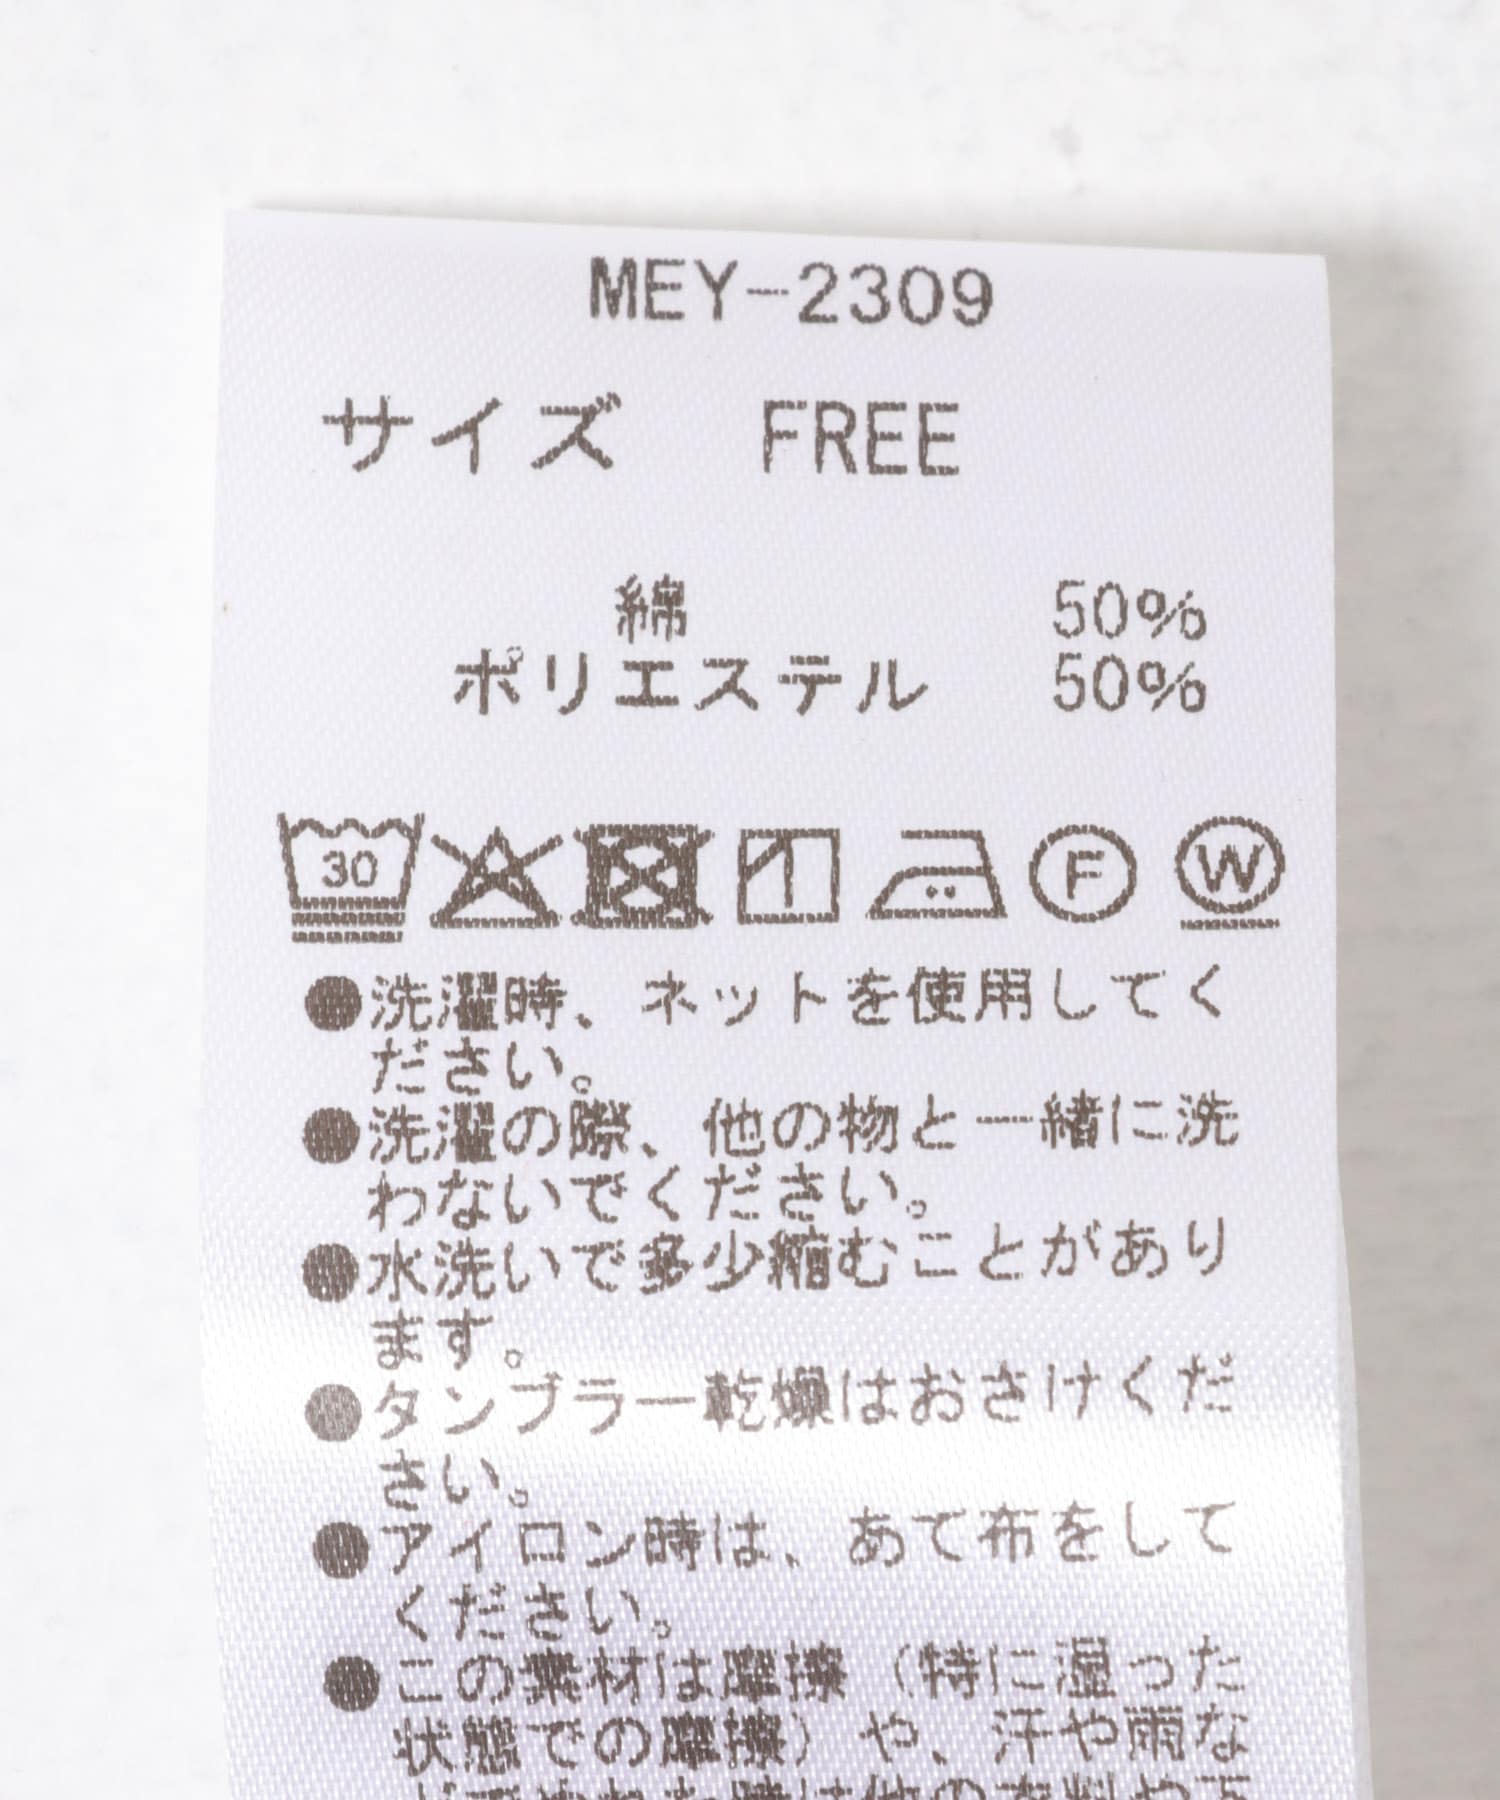 MEY-2309
サイズ FREE
綿 50%
ポリエステル 50%
30 F W
●洗濯時、ネットを使用してく
ださい。
●洗濯の際、他の物と一緒に洗
わないでください。
●水洗いで多少縮むことがあり
ます。
●タンブラー乾燥はおさけくだ
さい。
●アイロン時は、あて布をして
ください。
●この素材は摩擦（特に湿った
状態での摩擦）や、汗や雨な